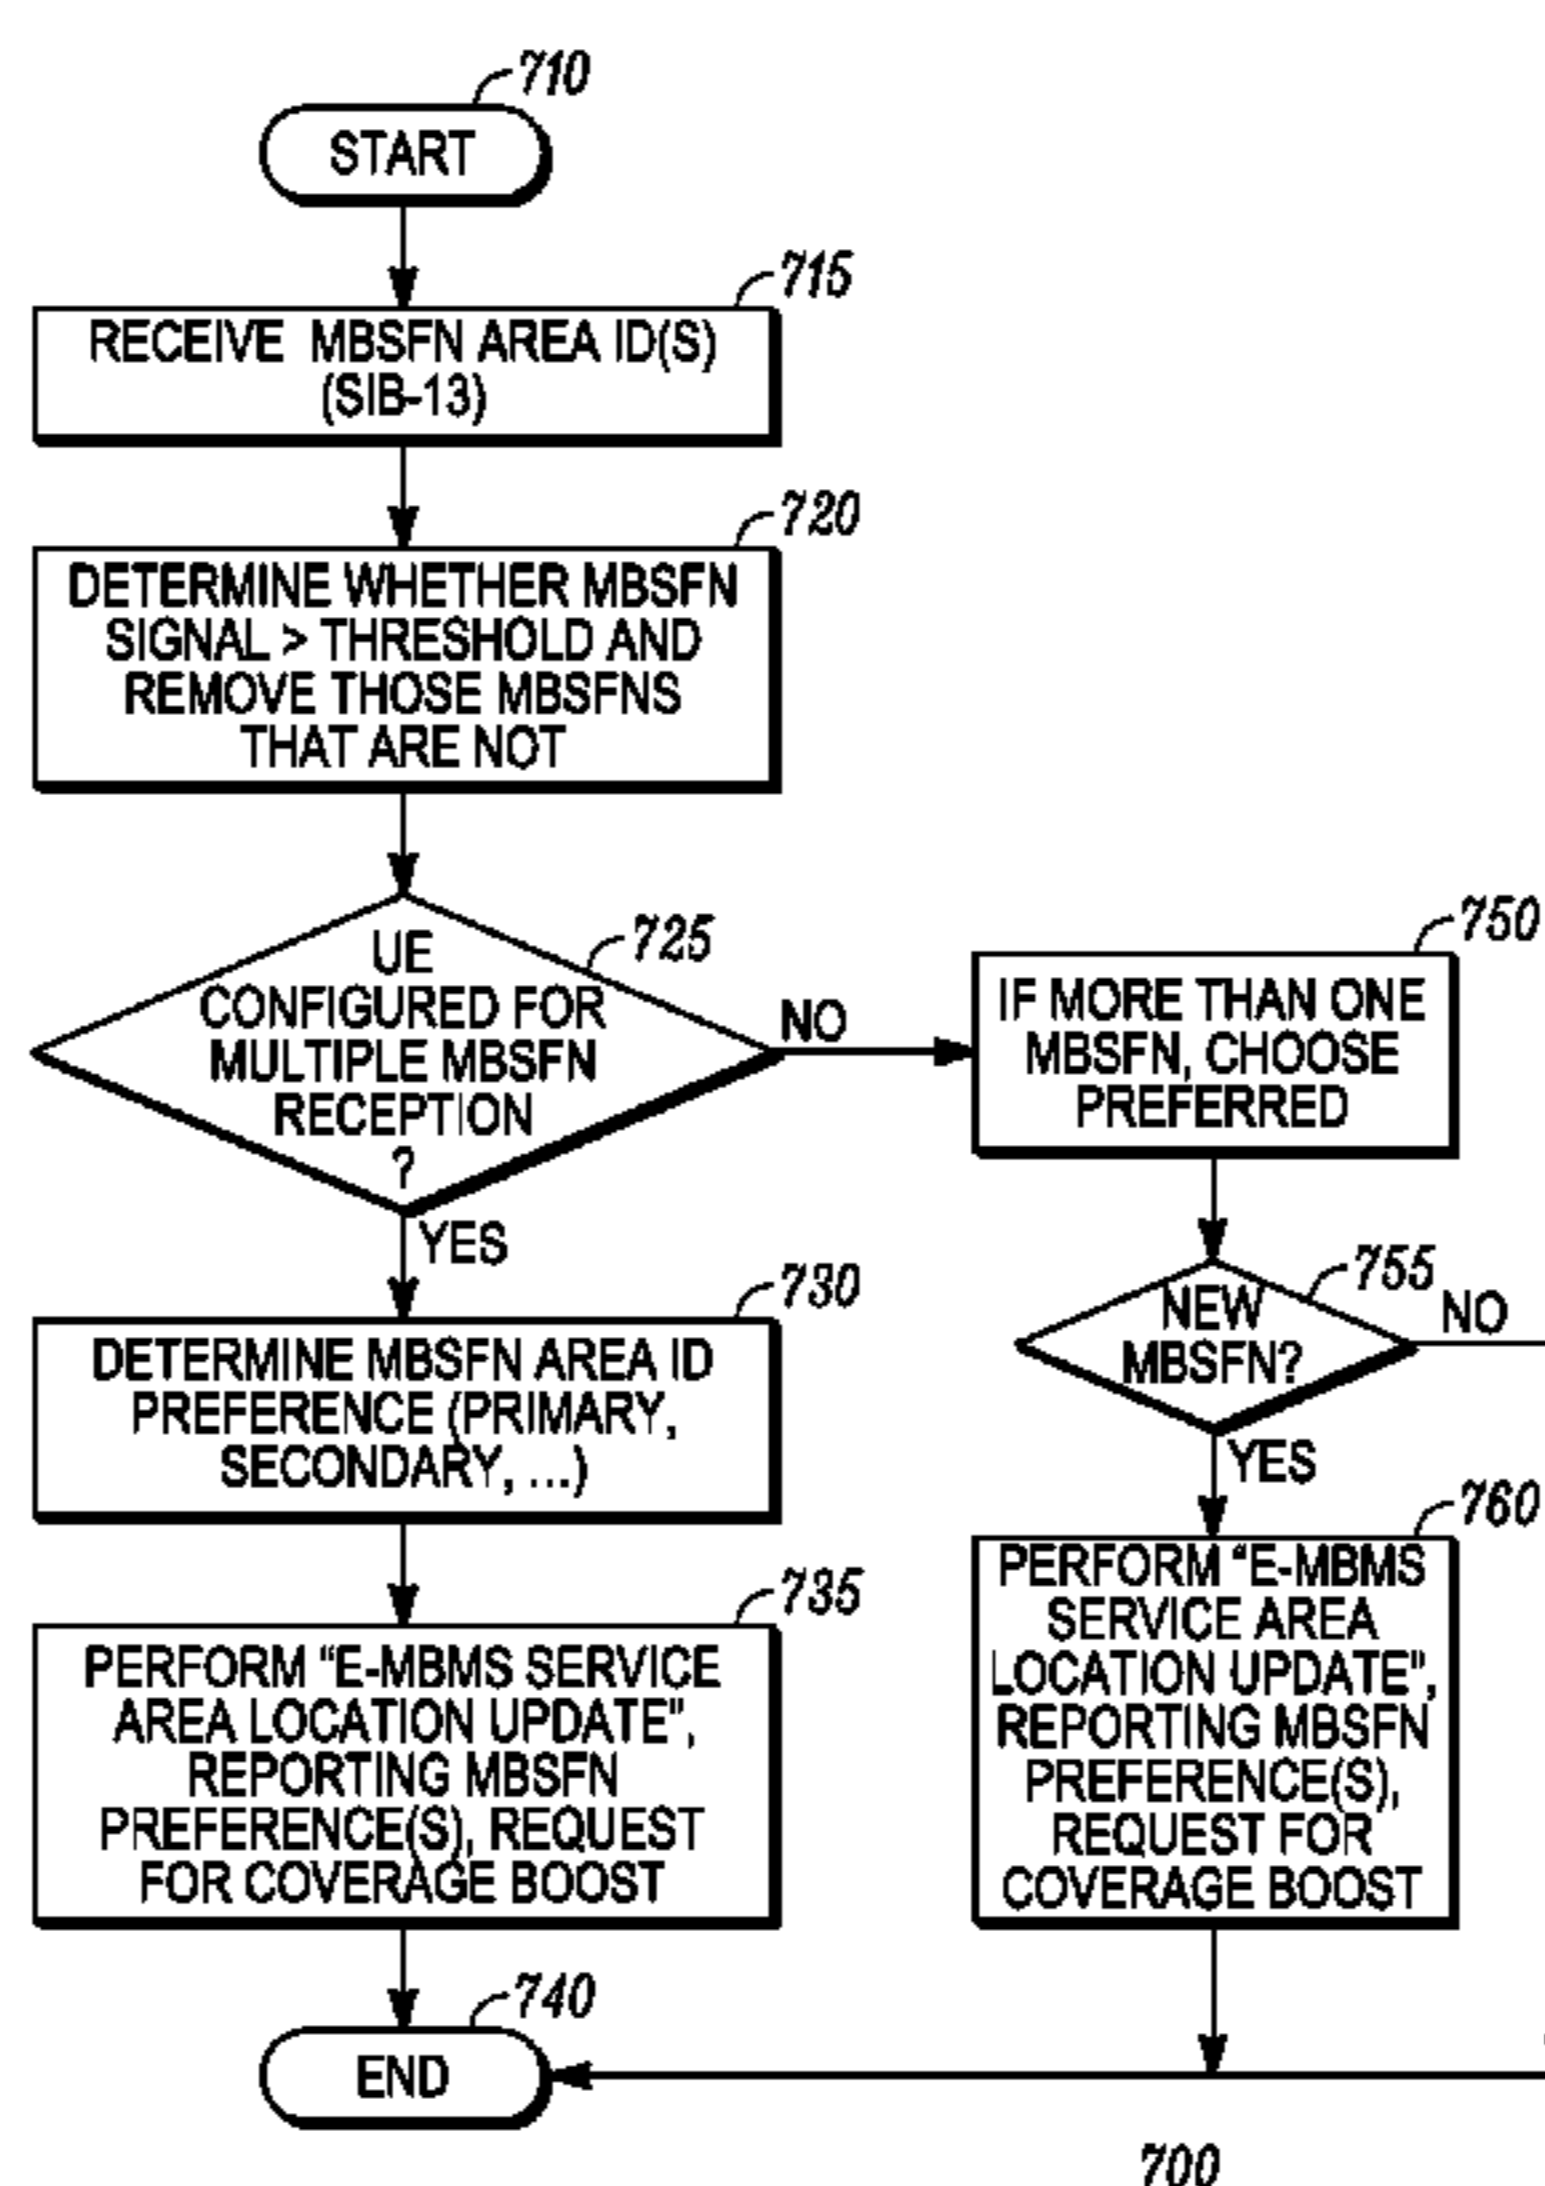 710
START
715
RECEIVE MBSFN AREA ID(S)
(SIB-13)
720
DETERMINE WHETHER MBSFN
SIGNAL > THRESHOLD AND
REMOVE THOSE MBSFNS
THAT ARE NOT
725
UE
CONFIGURED FOR
MULTIPLE MBSFN
RECEPTION
?
NO
YES
730
DETERMINE MBSFN AREA ID
PREFERENCE (PRIMARY,
SECONDARY, ...)
735
PERFORM "E-MBMS SERVICE
AREA LOCATION UPDATE",
REPORTING MBSFN
PREFERENCE(S), REQUEST
FOR COVERAGE BOOST
740
END
750
IF MORE THAN ONE
MBSFN, CHOOSE
PREFERRED
755
NEW
MBSFN?
NO
YES
760
PERFORM "E-MBMS
SERVICE AREA
LOCATION UPDATE",
REPORTING MBSFN
PREFERENCE(S),
REQUEST FOR
COVERAGE BOOST
700